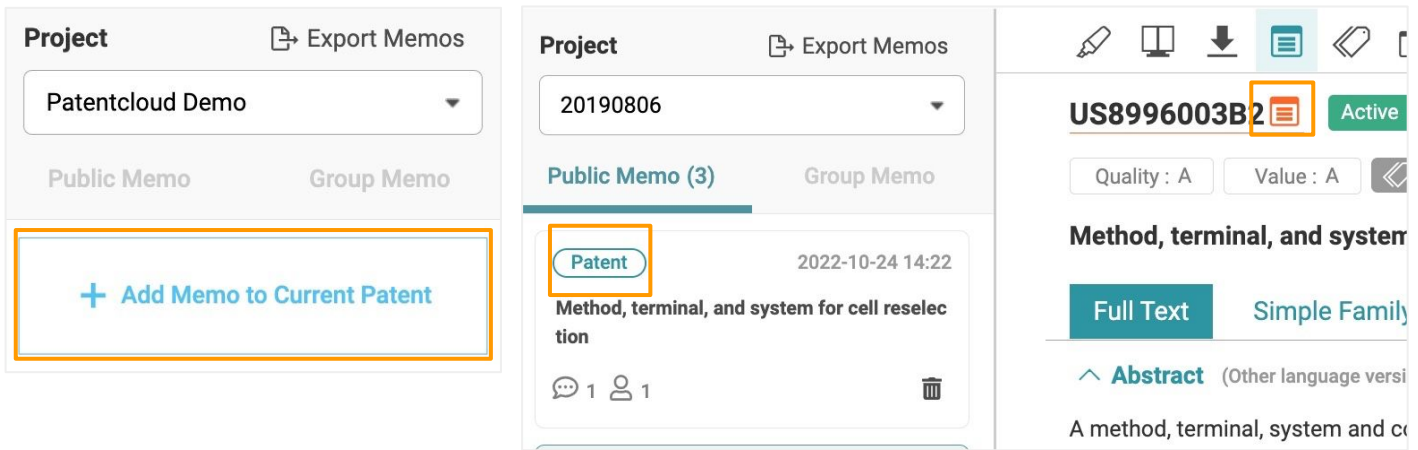 Project
Export Memos
Patentcloud Demo
Public Memo
Group Memo
+ Add Memo to Current Patent
Project
Export Memos
20190806
Public Memo (3)
Group Memo
Patent
2022-10-24 14:22
Method, terminal, and system for cell reselec
tion
1
1
US8996003B2
Active
Quality : A
Value : A
Method, terminal, and system
Full Text
Simple Family
Abstract
(Other language versi
A method, terminal, system and co